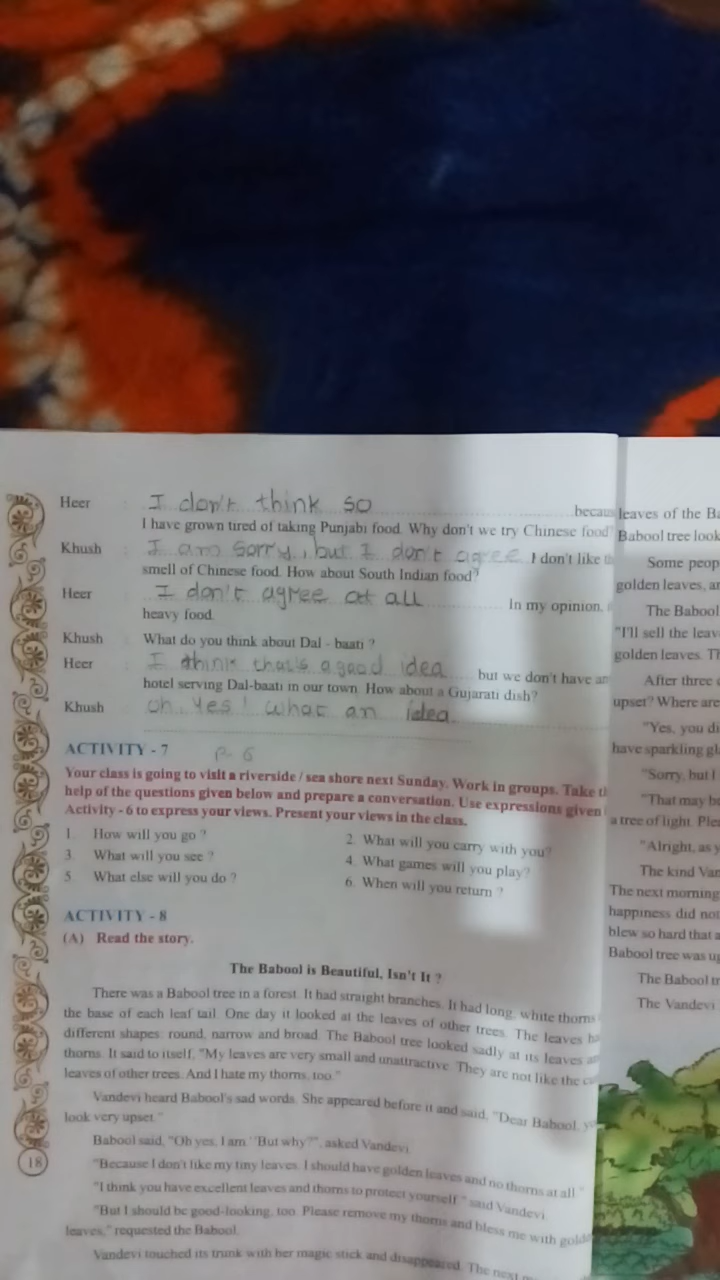 Heer : I don't think so becau
I have grown tired of taking Punjabi food. Why don't we try Chinese food?
Khush : I am sorry, but I don't agree I don't like
smell of Chinese food. How about South Indian food?
Heer : I don't agree at all In my opinion,
heavy food.
Khush : What do you think about Dal - baati ?
Heer : I think that's a good idea but we don't have an
hotel serving Dal-baati in our town. How about a Gujarati dish?
Khush : oh yes! what an idea
ACTIVITY - 7
Your class is going to visit a riverside / sea shore next Sunday. Work in groups. Take
help of the questions given below and prepare a conversation. Use expressions given
Activity - 6 to express your views. Present your views in the class.
1. How will you go ? 2. What will you carry with you?
3. What will you see ? 4. What games will you play?
5. What else will you do ? 6. When will you return ?
ACTIVITY - 8
(A) Read the story.
The Babool is Beautiful, Isn't It ?
There was a Babool tree in a forest. It had straight branches. It had long, white thorns
the base of each leaf tail. One day it looked at the leaves of other trees. The leaves ha
different shapes: round, narrow and broad. The Babool tree looked sadly at its leaves an
thorns. It said to itself, "My leaves are very small and unattractive. They are not like the
leaves of other trees. And I hate my thorns, too."
Vandevi heard Babool's sad words. She appeared before it and said, "Dear Babool,
look very upset."
Babool said, "Oh yes, I am." "But why?", asked Vandevi.
"Because I don't like my tiny leaves. I should have golden leaves and no thorns at all."
"I think you have excellent leaves and thorns to protect yourself." said Vandevi.
"But I should be good-looking, too. Please remove my thorns and bless me with gold
leaves," requested the Babool.
Vandevi touched its trunk with her magic stick and disappeared. The next
18
leaves of the Ba
Babool tree look
Some peop
golden leaves, an
The Babool
"I'll sell the leav
golden leaves. Th
After three
upset? Where are
"Yes, you di
have sparkling gl
"Sorry, but I
"That may be
a tree of light. Ple
"Alright, as y
The kind Van
The next morning
happiness did not
blew so hard that a
Babool tree was up
The Babool tr
The Vandevi